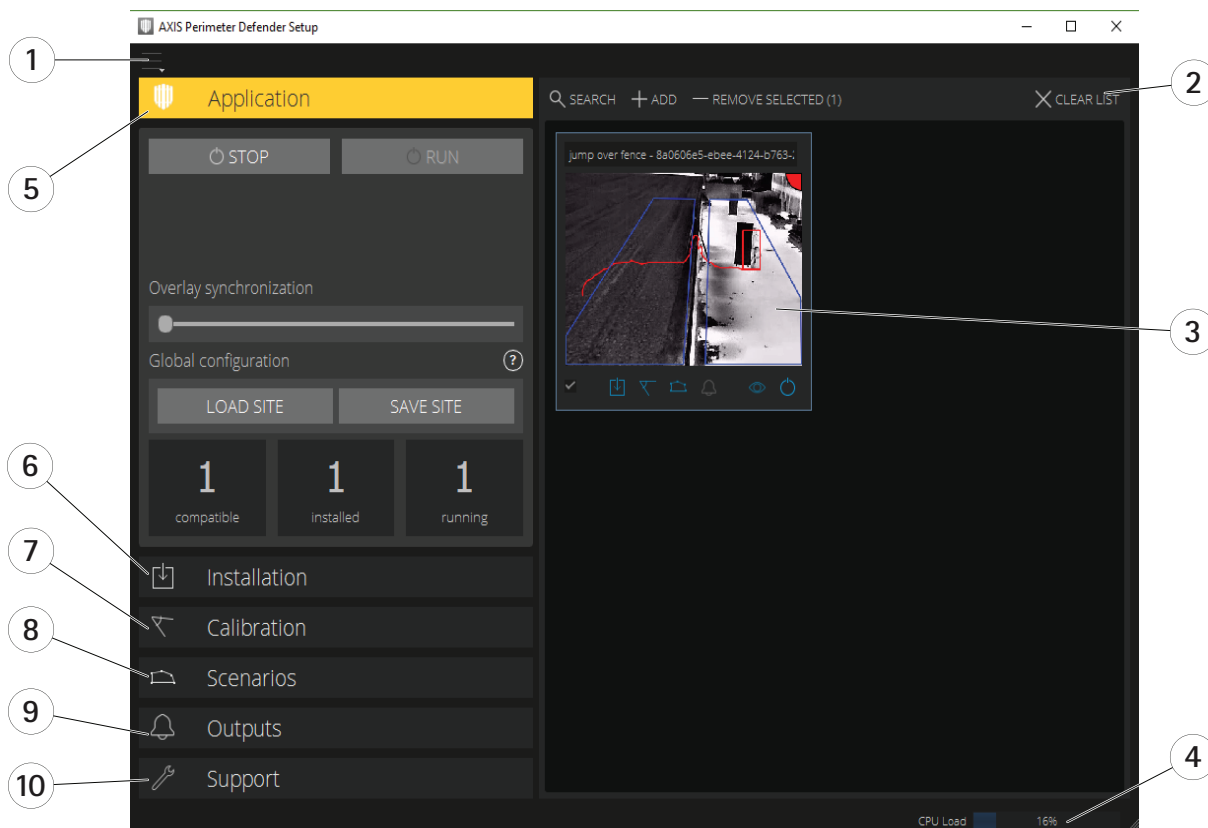 AXIS Perimeter Defender Setup
1
2
Application
SEARCH ADD REMOVE SELECTED (1) CLEAR LIST
5
STOP RUN
jump over fence - 8a0606e5-ebee-4124-b763-
Overlay synchronization
3
Global configuration ?
LOAD SITE SAVE SITE
6
1 1 1
compatible installed running
7
Installation
8
Calibration
Scenarios
9
Outputs
4
10
Support
CPU Load 16%